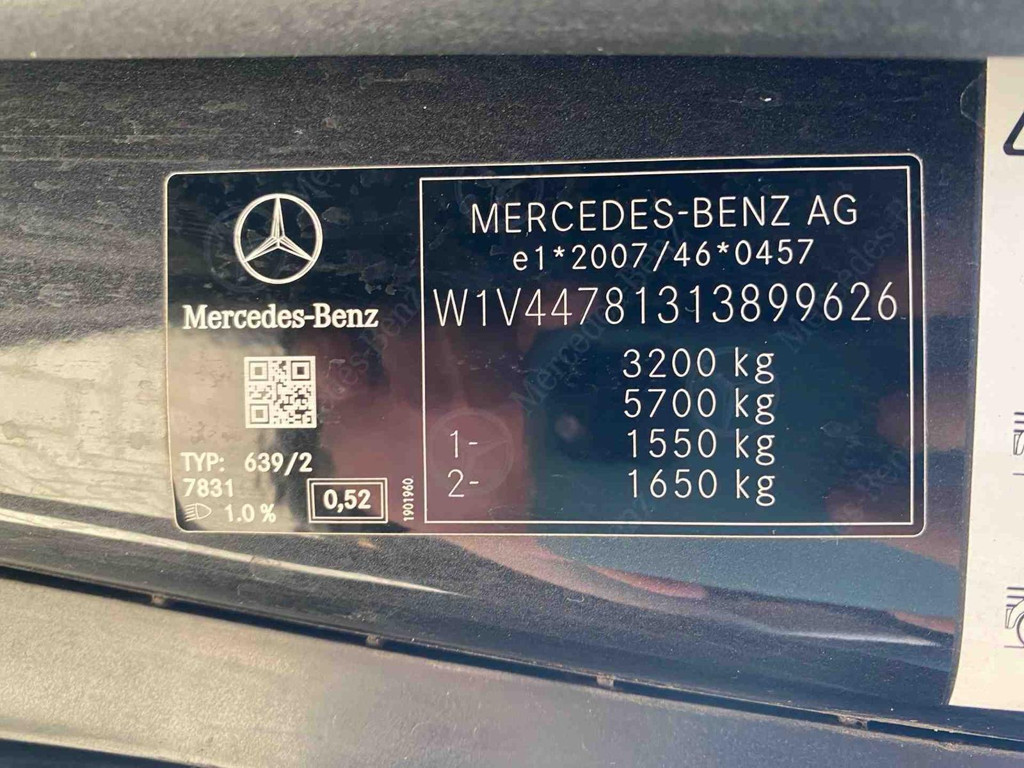 Mercedes-Benz
TYP: 639/2
7831
1.0 %
0,52
1901960
MERCEDES-BENZ AG
e1*2007/46*0457
W1V44781313899626
3200 kg
5700 kg
1- 1550 kg
2- 1650 kg